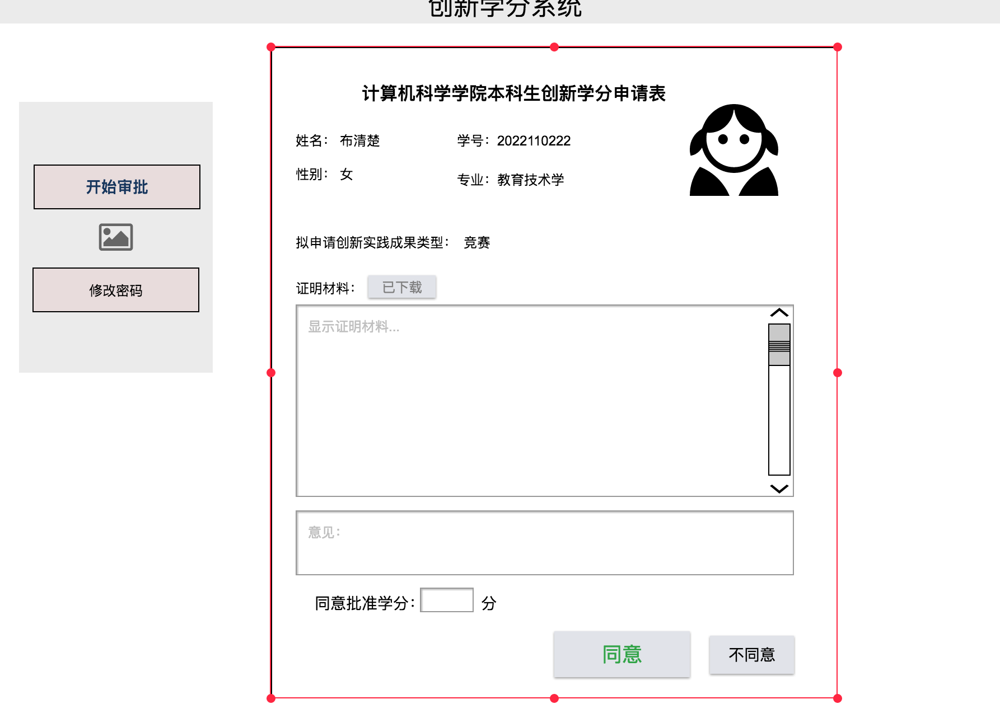 创新学分系统
开始审批
修改密码
计算机科学学院本科生创新学分申请表
姓名： 布清楚 学号：2022110222
性别： 女 专业：教育技术学
拟申请创新实践成果类型： 竞赛
证明材料： 已下载
显示证明材料...
意见：
同意批准学分： 分
同意 不同意